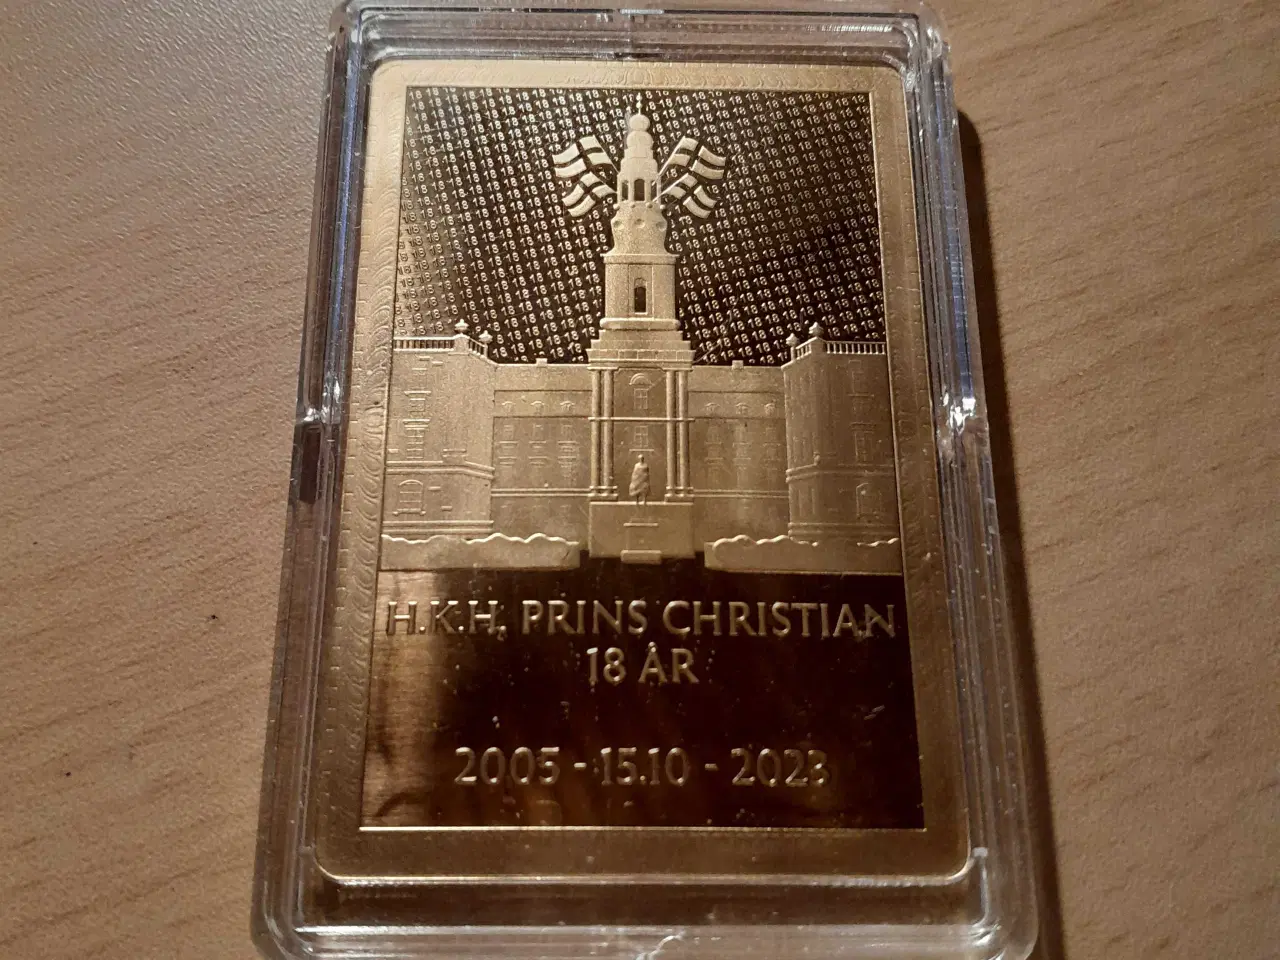 H.K.H. PRINS CHRISTIAN
18 ÅR
2005 - 15.10 - 2023